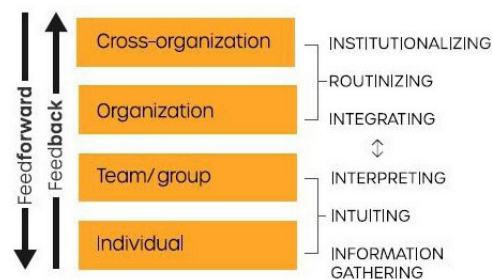 Feedforward
Feedback
Cross-organization
Organization
Team/group
Individual
INSTITUTIONALIZING
ROUTINIZING
INTEGRATING
INTERPRETING
INTUITING
INFORMATION
GATHERING